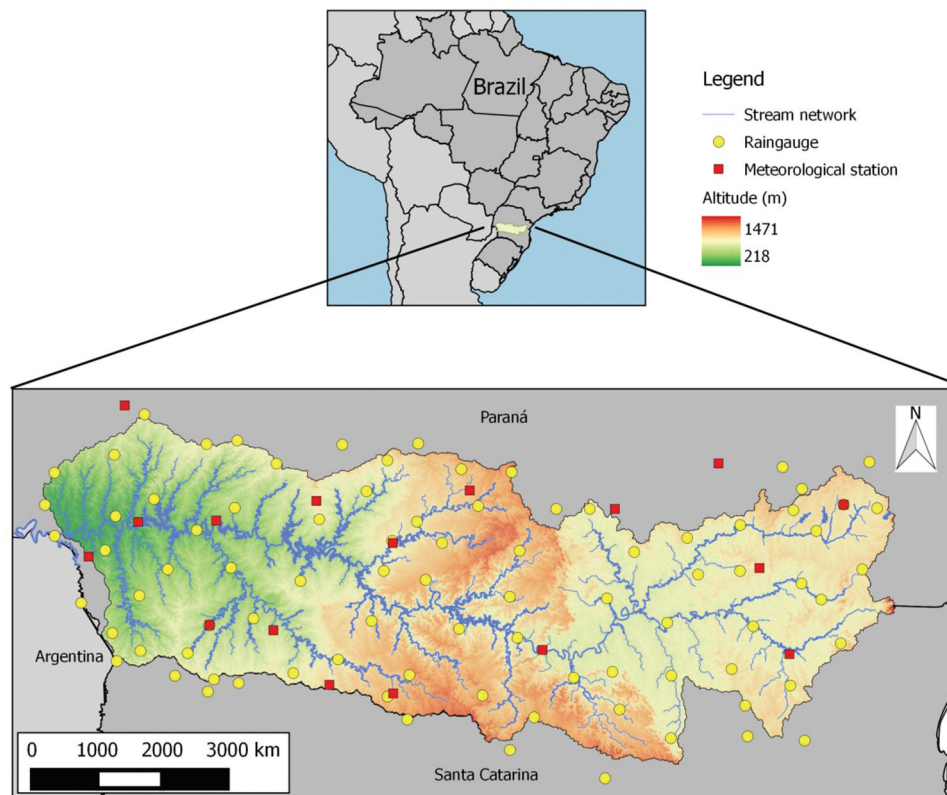 Brazil
Legend
Stream network
Raingauge
Meteorological station
Altitude (m)
1471
218
Paraná
N
Argentina
0 1000 2000 3000 km
Santa Catarina